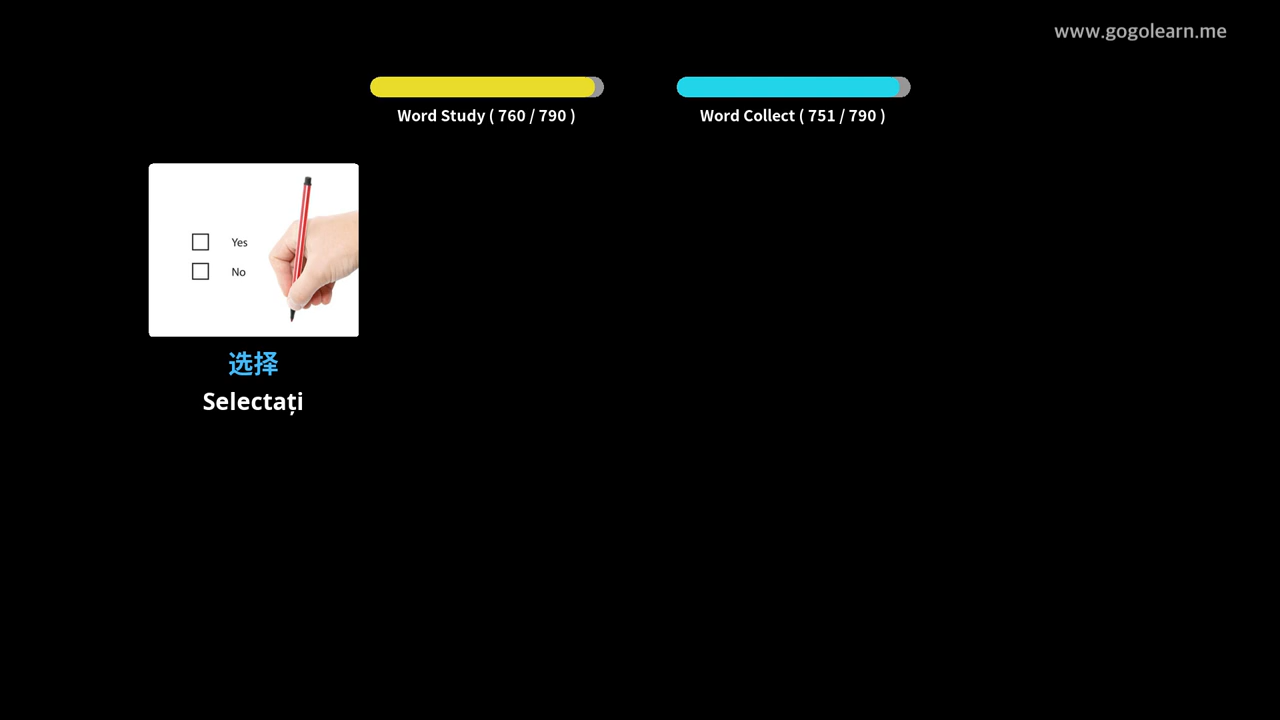 www.gogolearn.me
Word Study ( 760 / 790 )
Word Collect ( 751 / 790 )
Yes
No
选择
Selectați